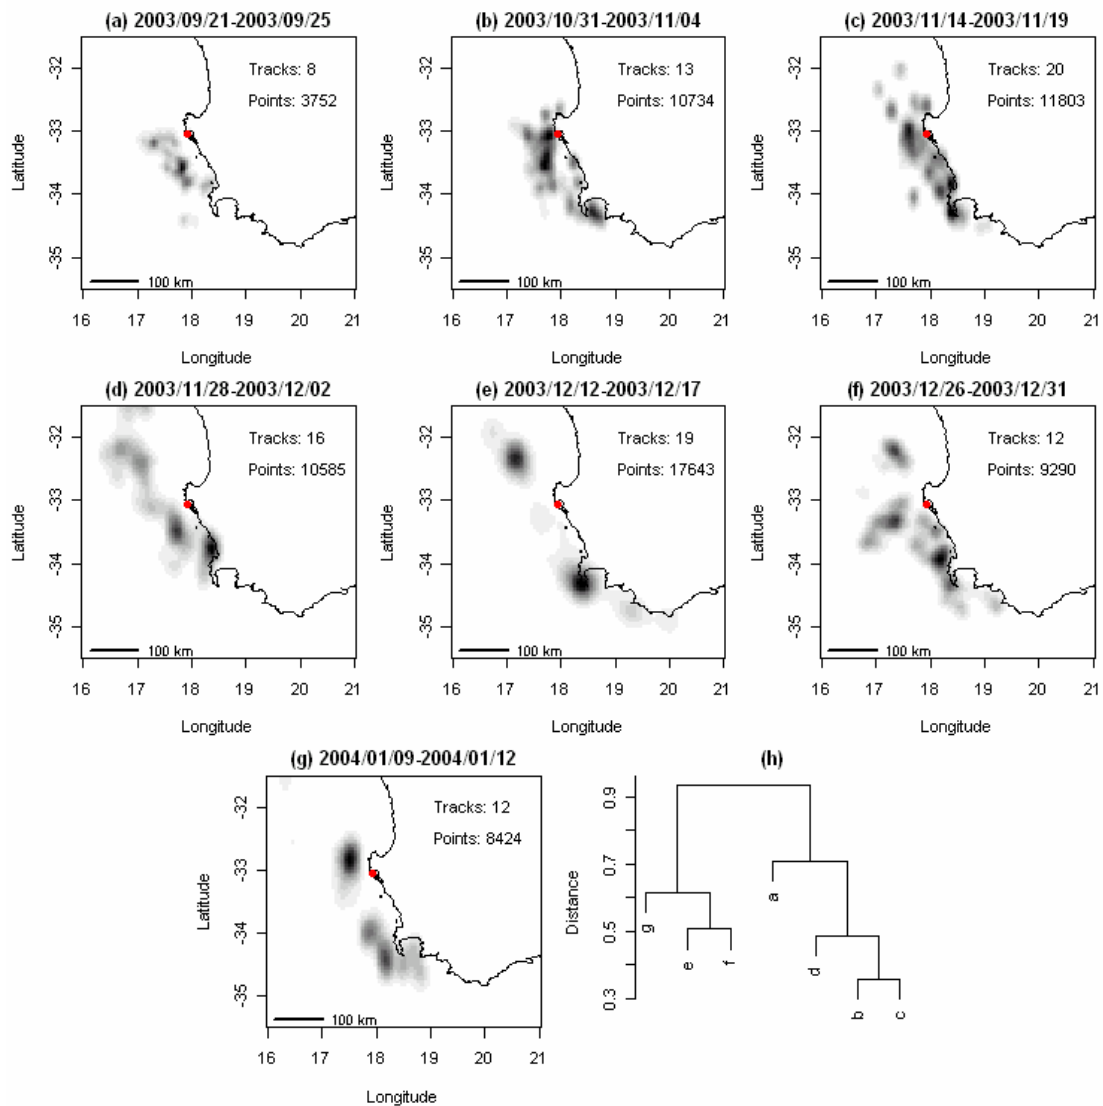 (a) 2003/09/21-2003/09/25
(b) 2003/10/31-2003/11/04
(c) 2003/11/14-2003/11/19
Latitude
-32
-33
-34
-35
Tracks: 8
Points: 3752
100 km
16 17 18 19 20 21
Longitude
Latitude
-32
-33
-34
-35
Tracks: 13
Points: 10734
100 km
16 17 18 19 20 21
Longitude
Latitude
-32
-33
-34
-35
Tracks: 20
Points: 11803
100 km
16 17 18 19 20 21
Longitude
(d) 2003/11/28-2003/12/02
(e) 2003/12/12-2003/12/17
(f) 2003/12/26-2003/12/31
Latitude
-32
-33
-34
-35
Tracks: 16
Points: 10585
100 km
16 17 18 19 20 21
Longitude
Latitude
-32
-33
-34
-35
Tracks: 19
Points: 17643
100 km
16 17 18 19 20 21
Longitude
Latitude
-32
-33
-34
-35
Tracks: 12
Points: 9290
100 km
16 17 18 19 20 21
Longitude
(g) 2004/01/09-2004/01/12
(h)
Latitude
-32
-33
-34
-35
Tracks: 12
Points: 8424
100 km
16 17 18 19 20 21
Longitude
Distance
0.9
0.7
0.5
0.3
a
g
e
f
d
b
c